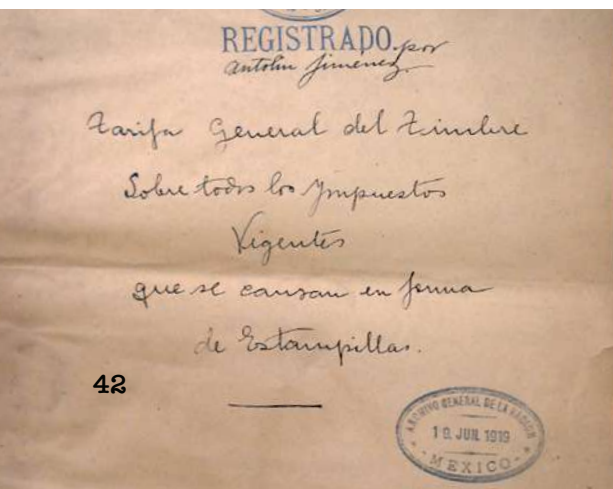 REGISTRADO. por
Antolin Jimenez.
Tarifa General del Timbre
Sobre todos los Ympuestos
Vigentes
que se causan en forma
de Estampillas.
42
ARCHIVO GENERAL DE LA NACION
19. JUN. 1919
MEXICO